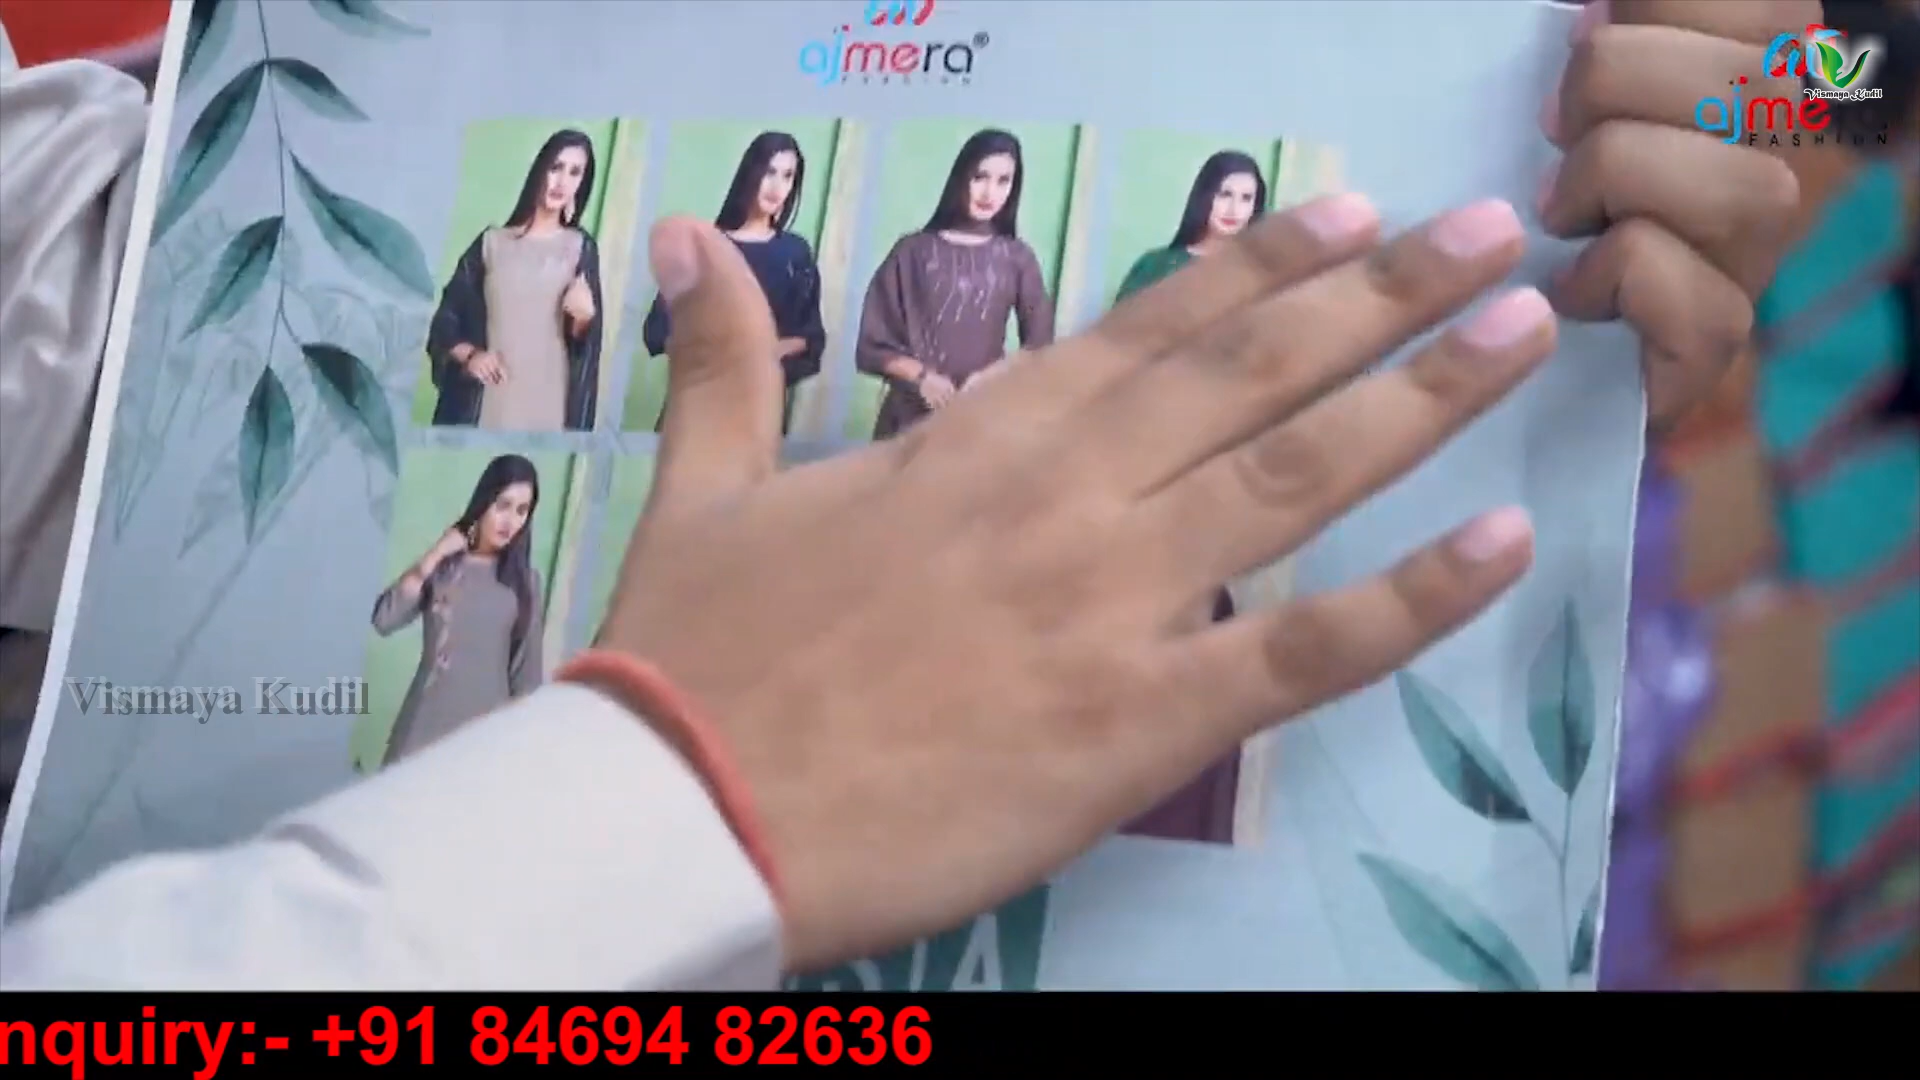 ajmera®
FASHION
Vismaya Kudil
ajmera
FASHION
Vismaya Kudil
nquiry:- +91 84694 82636